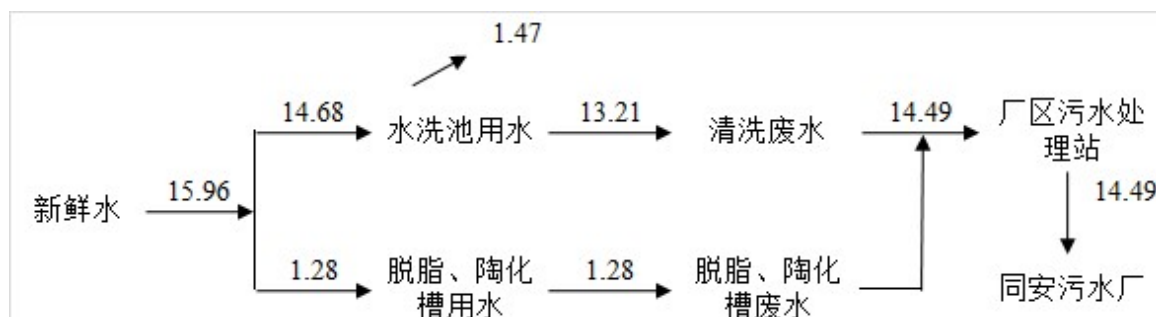 1.47
14.68
水洗池用水
13.21
清洗废水
14.49
厂区污水处
理站
新鲜水
15.96
14.49
1.28
脱脂、陶化
槽用水
1.28
脱脂、陶化
槽废水
同安污水厂